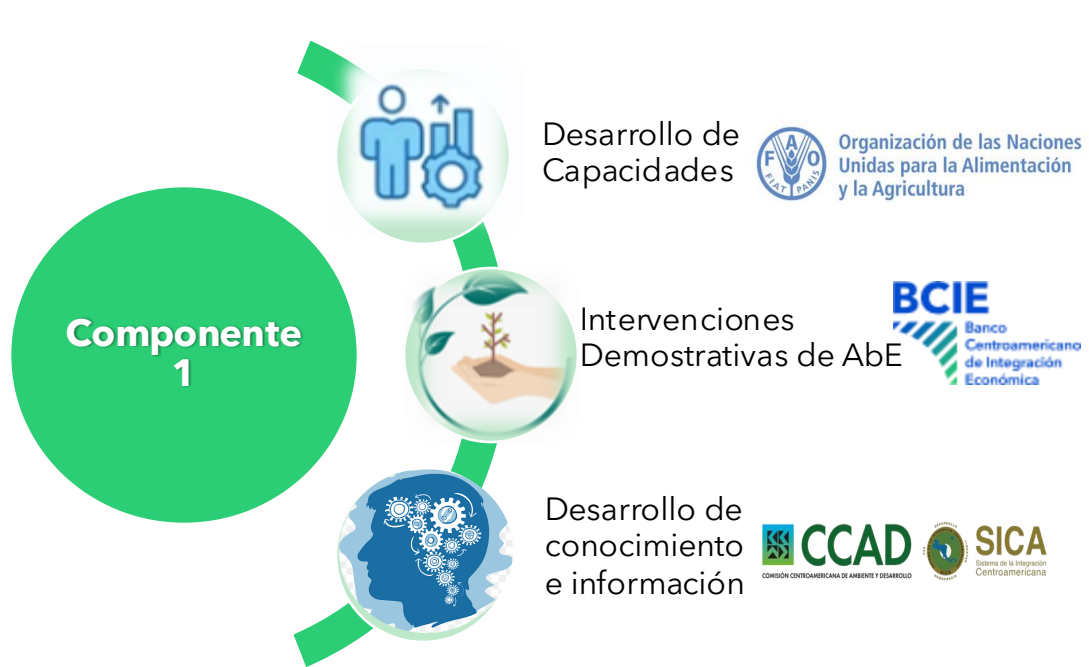 Componente
1
Desarrollo de
Capacidades
FAO
FIAT PANIS
Organización de las Naciones
Unidas para la Alimentación
y la Agricultura
Intervenciones
Demostrativas de AbE
BCIE
Banco
Centroamericano
de Integración
Económica
Desarrollo de
conocimiento
e información
CCAD
COMISIÓN CENTROAMERICANA DE AMBIENTE Y DESARROLLO
SICA
Sistema de la Integración
Centroamericana